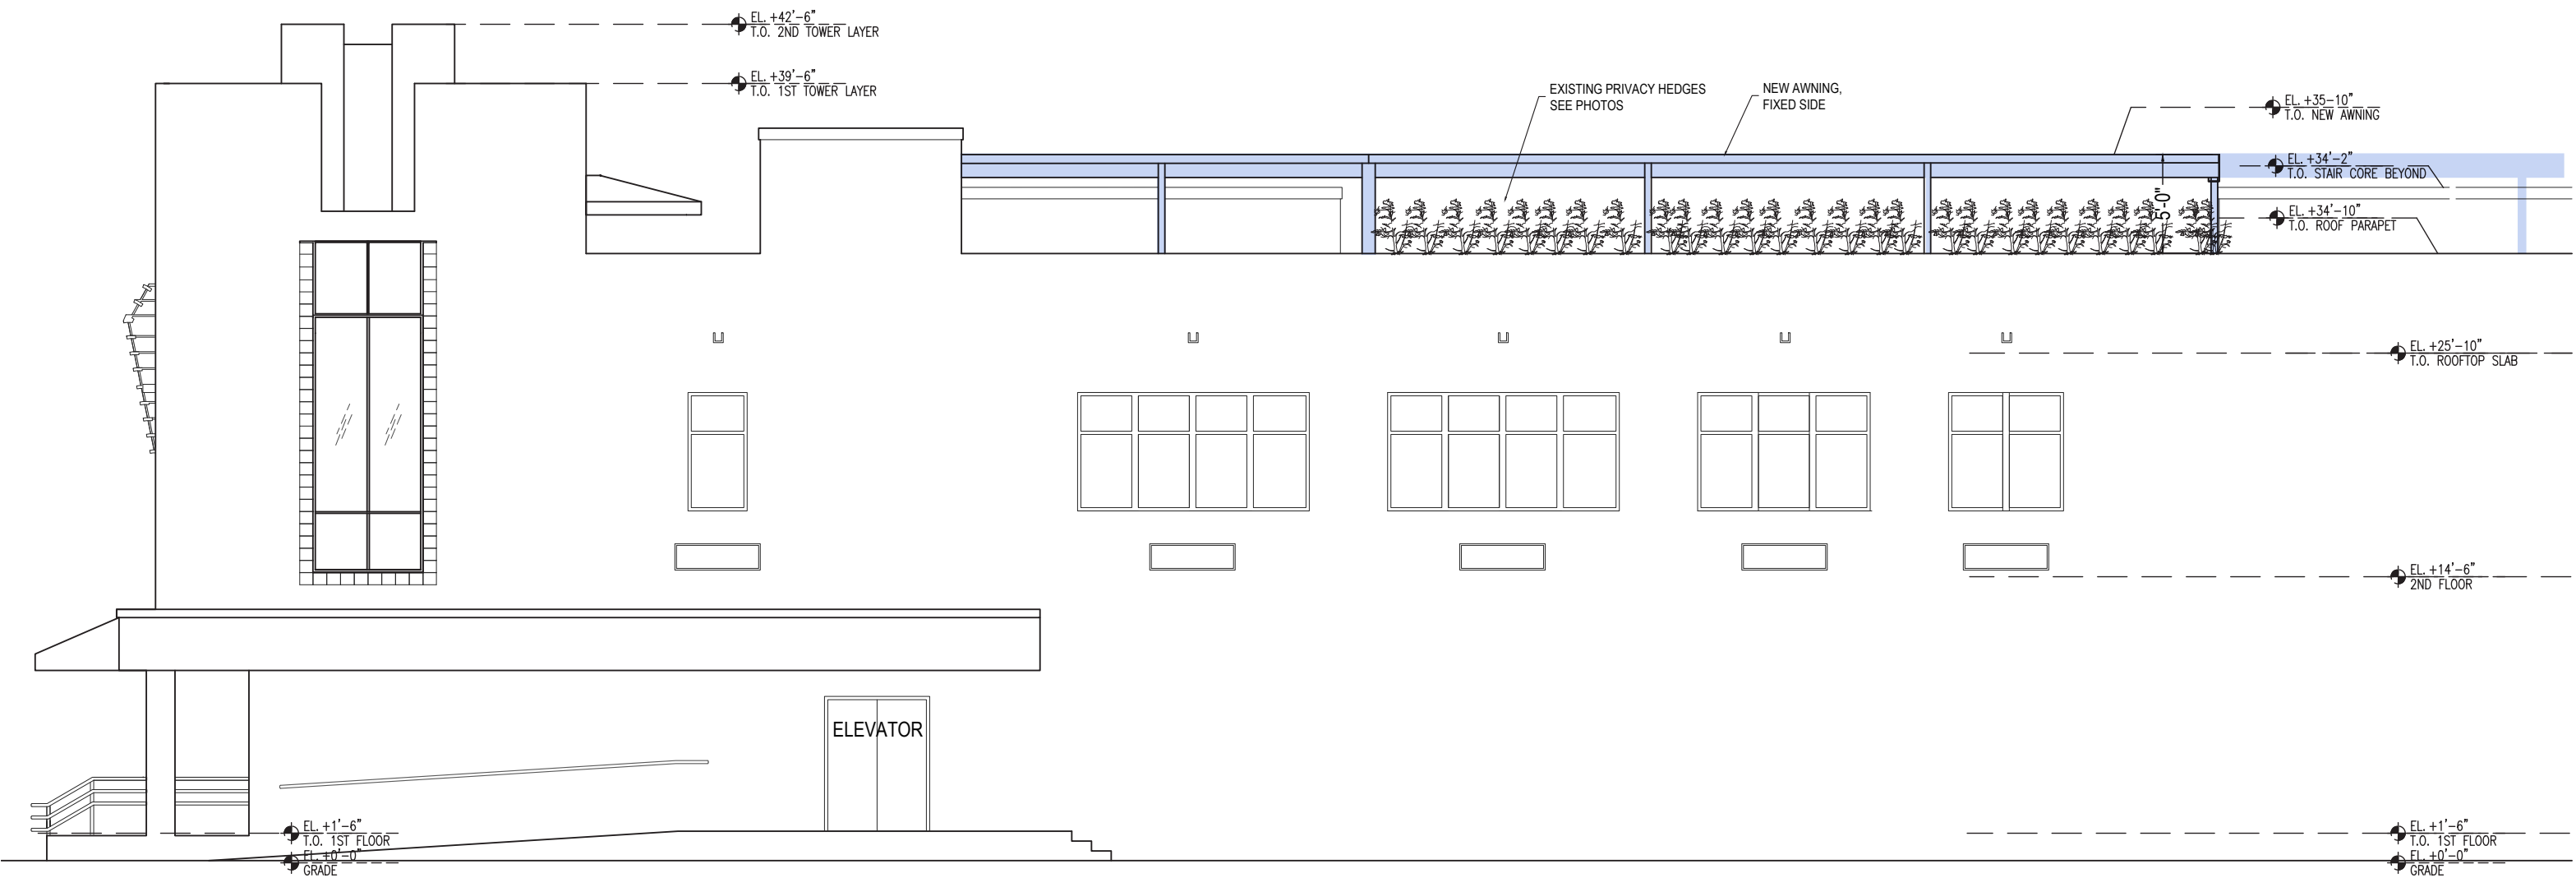 EL. +42'-6"
T.O. 2ND TOWER LAYER
EL. +39'-6"
T.O. 1ST TOWER LAYER
EXISTING PRIVACY HEDGES
SEE PHOTOS
NEW AWNING,
FIXED SIDE
EL. +35-10"
T.O. NEW AWNING
EL. +34'-2"
T.O. STAIR CORE BEYOND
5-0"
EL. +34'-10"
T.O. ROOF PARAPET
EL. +25'-10"
T.O. ROOFTOP SLAB
EL. +14'-6"
2ND FLOOR
ELEVATOR
EL. +1'-6"
T.O. 1ST FLOOR
EL. +0'-0"
GRADE
EL. +1'-6"
T.O. 1ST FLOOR
EL. +0'-0"
GRADE